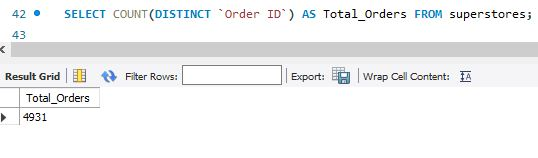 42 SELECT COUNT(DISTINCT `Order ID`) AS Total_Orders FROM superstores;
43
Result Grid Filter Rows: Export: Wrap Cell Content: IA
Total_Orders
4931